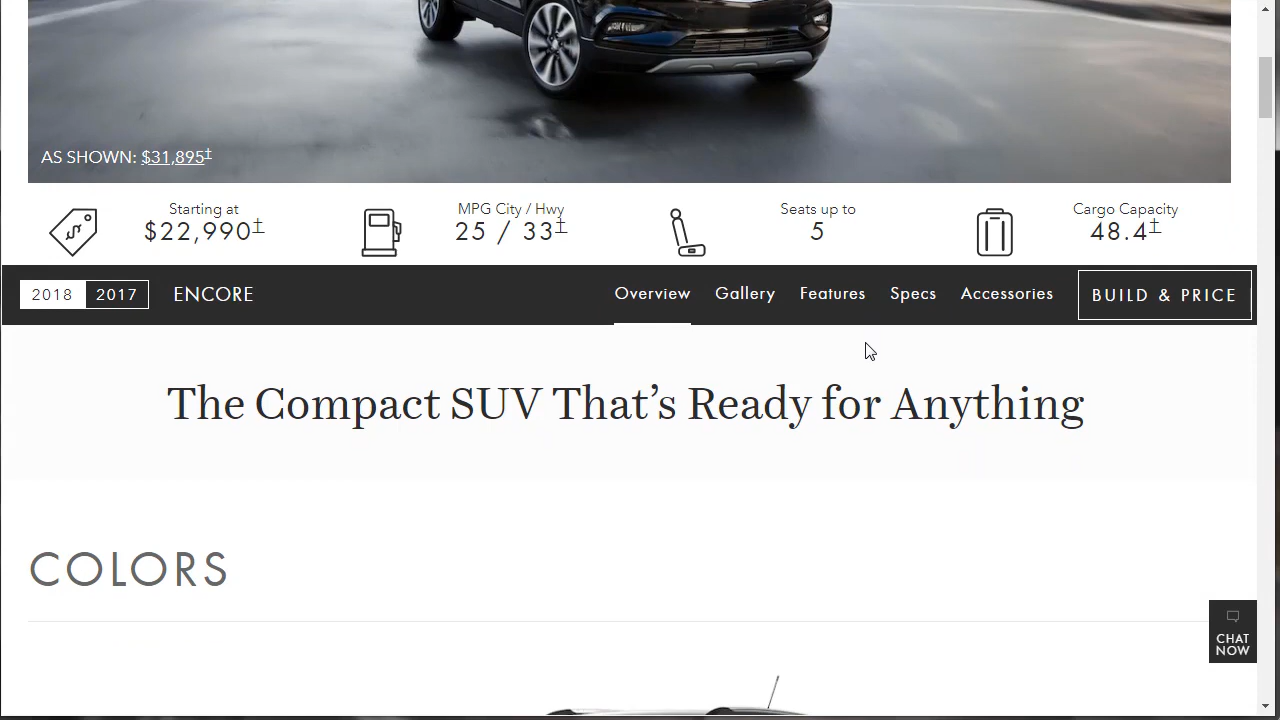 AS SHOWN: $31,895‡
Starting at
$22,990‡
MPG City / Hwy
25 / 33‡
Seats up to
5
Cargo Capacity
48.4‡
2018 2017 ENCORE Overview Gallery Features Specs Accessories BUILD & PRICE
The Compact SUV That’s Ready for Anything
COLORS
CHAT
NOW